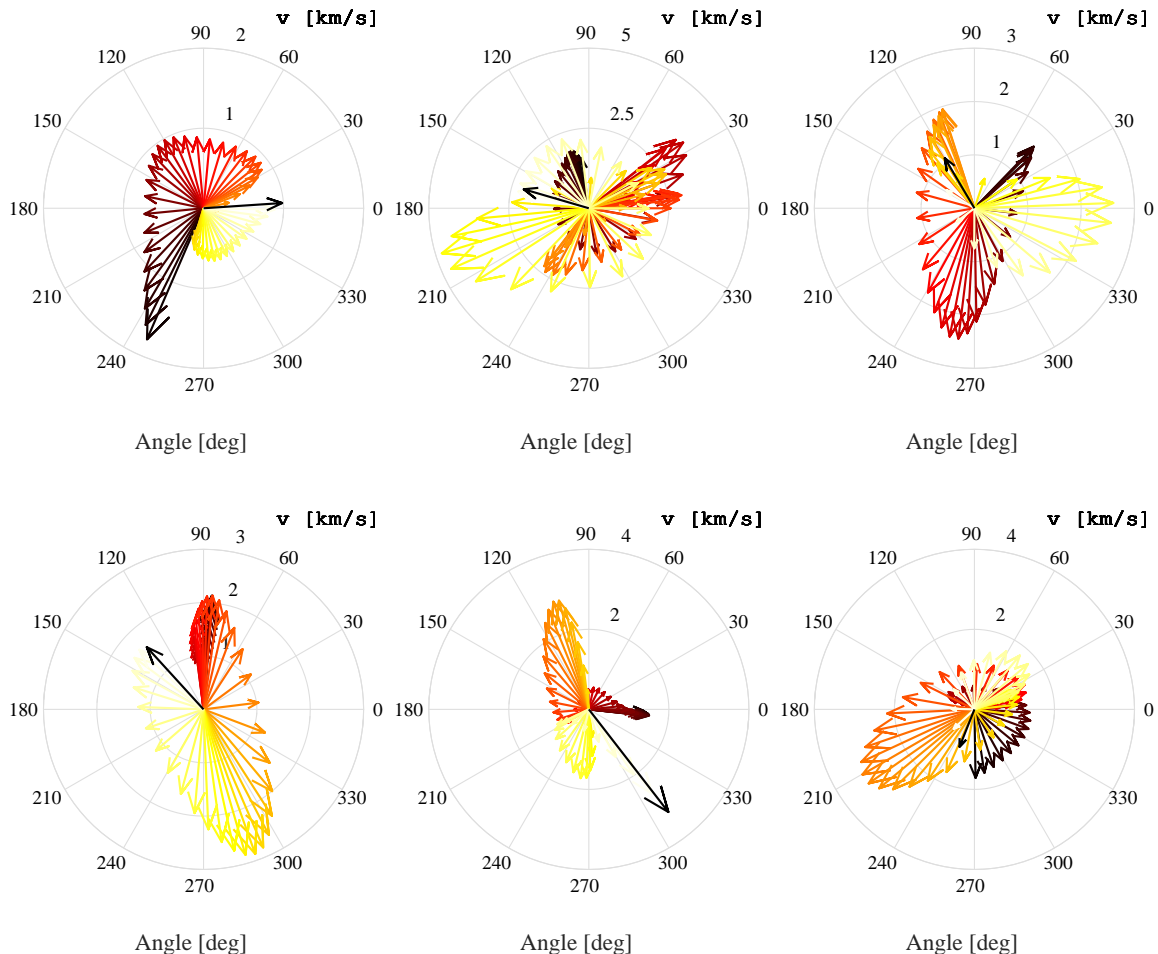 v [km/s] v [km/s] v [km/s]
90 2 90 5 90 3
120 60 120 60 120 60
2
1 2.5
150 30 150 30 1 150 30
180 0 180 0 180 0
210 330 210 330 210 330
240 300 240 300 240 300
270 270 270
Angle [deg] Angle [deg] Angle [deg]
v [km/s] v [km/s] v [km/s]
90 3 90 4 90 4
120 60 120 60 120 60
2
150 30 150 2 30 150 2 30
1
180 0 180 0 180 0
210 330 210 330 210 330
240 300 240 300 240 300
270 270 270
Angle [deg] Angle [deg] Angle [deg]